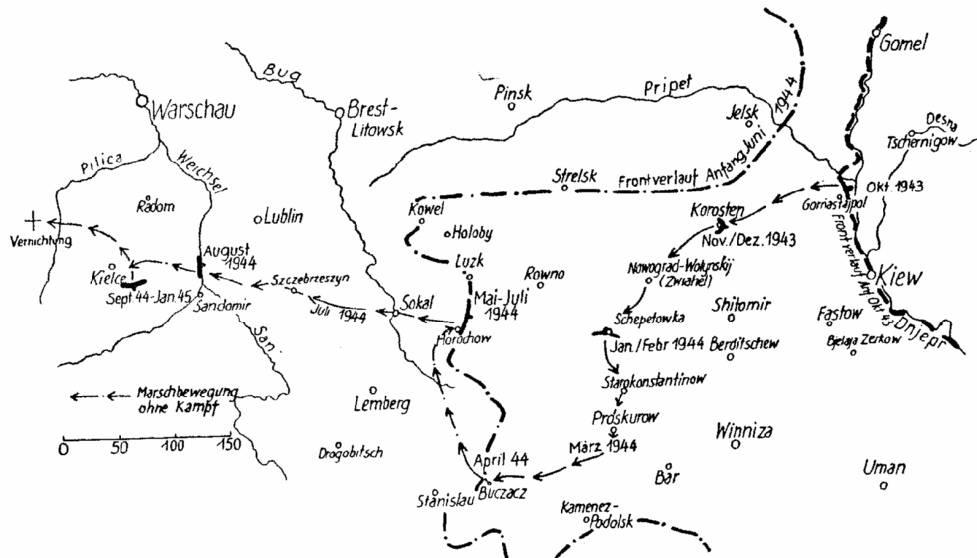 Gomel
Bug
Pinsk
Pripet
1944
Warschau
Brest-
Litowsk
Jelsk
Desna
Tschernigow
Pilica
Weichsel
Strelsk
Frontverlauf Anfang Juni
Okt. 1943
Radom
Lublin
Kowel
Korosten
Gornastajpol
Vernichtung
Holoby
Nov./Dez. 1943
August
1944
Luzk
Rowno
Nowograd-Wolynskij
(Zwiahel)
Kiew
Kielce
Szczebrzeszyn
Sept. 44-Jan. 45
Sandomir
Juli 1944
Sokal
Mai-Juli
1944
Shitomir
Fastow
Frontverlauf Anf. Okt 43
Dnjepr
Schepetowka
Horochow
San
Jan./Febr 1944
Berditschew
Bjelaja Zerkow
Marschbewegung
ohne Kampf
Lemberg
Starokonstantinow
0 50 100 150
Proskurow
Winniza
Drogobitsch
März 1944
April 44
Bar
Uman
Stanislau
Buczacz
Kamenez-
Podolsk